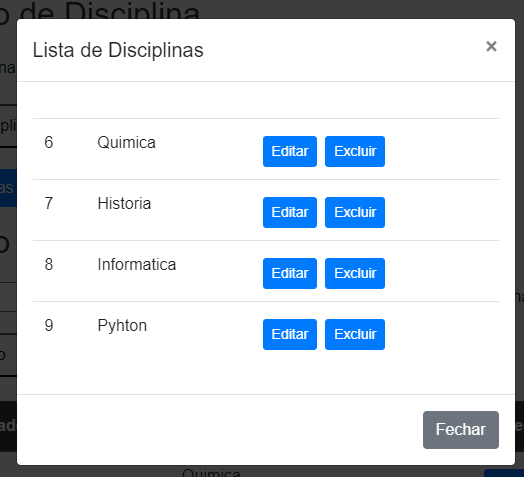 o de Disciplina
Lista de Disciplinas ×
6 Quimica Editar Excluir
7 Historia Editar Excluir
8 Informatica Editar Excluir
9 Pyhton Editar Excluir
Fechar
Quimica